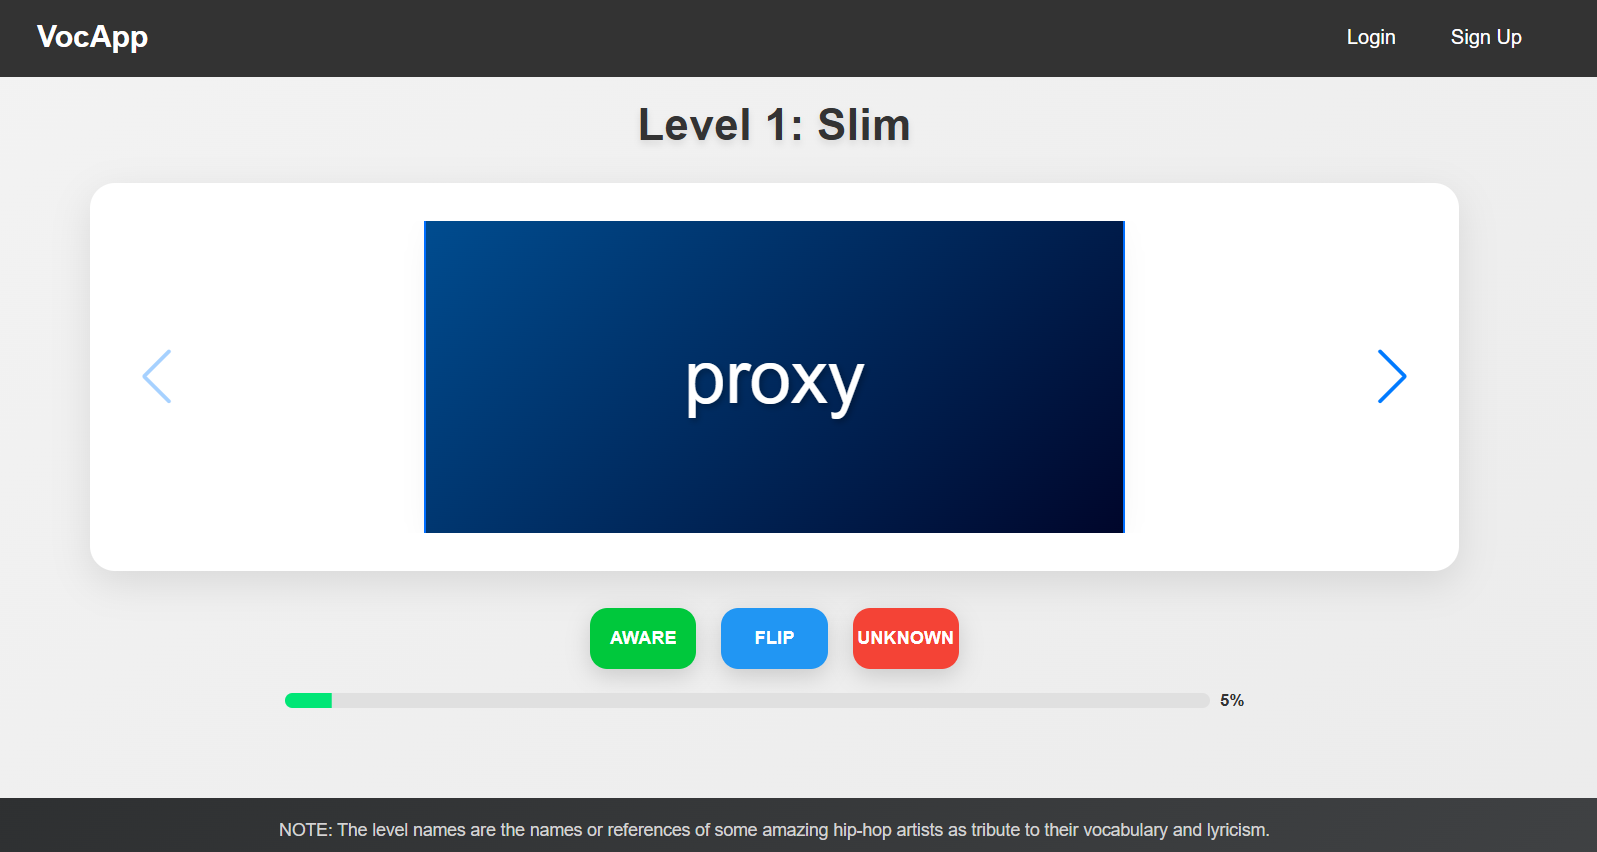 VocApp
Login Sign Up
Level 1: Slim
proxy
AWARE FLIP UNKNOWN
5%
NOTE: The level names are the names or references of some amazing hip-hop artists as tribute to their vocabulary and lyricism.